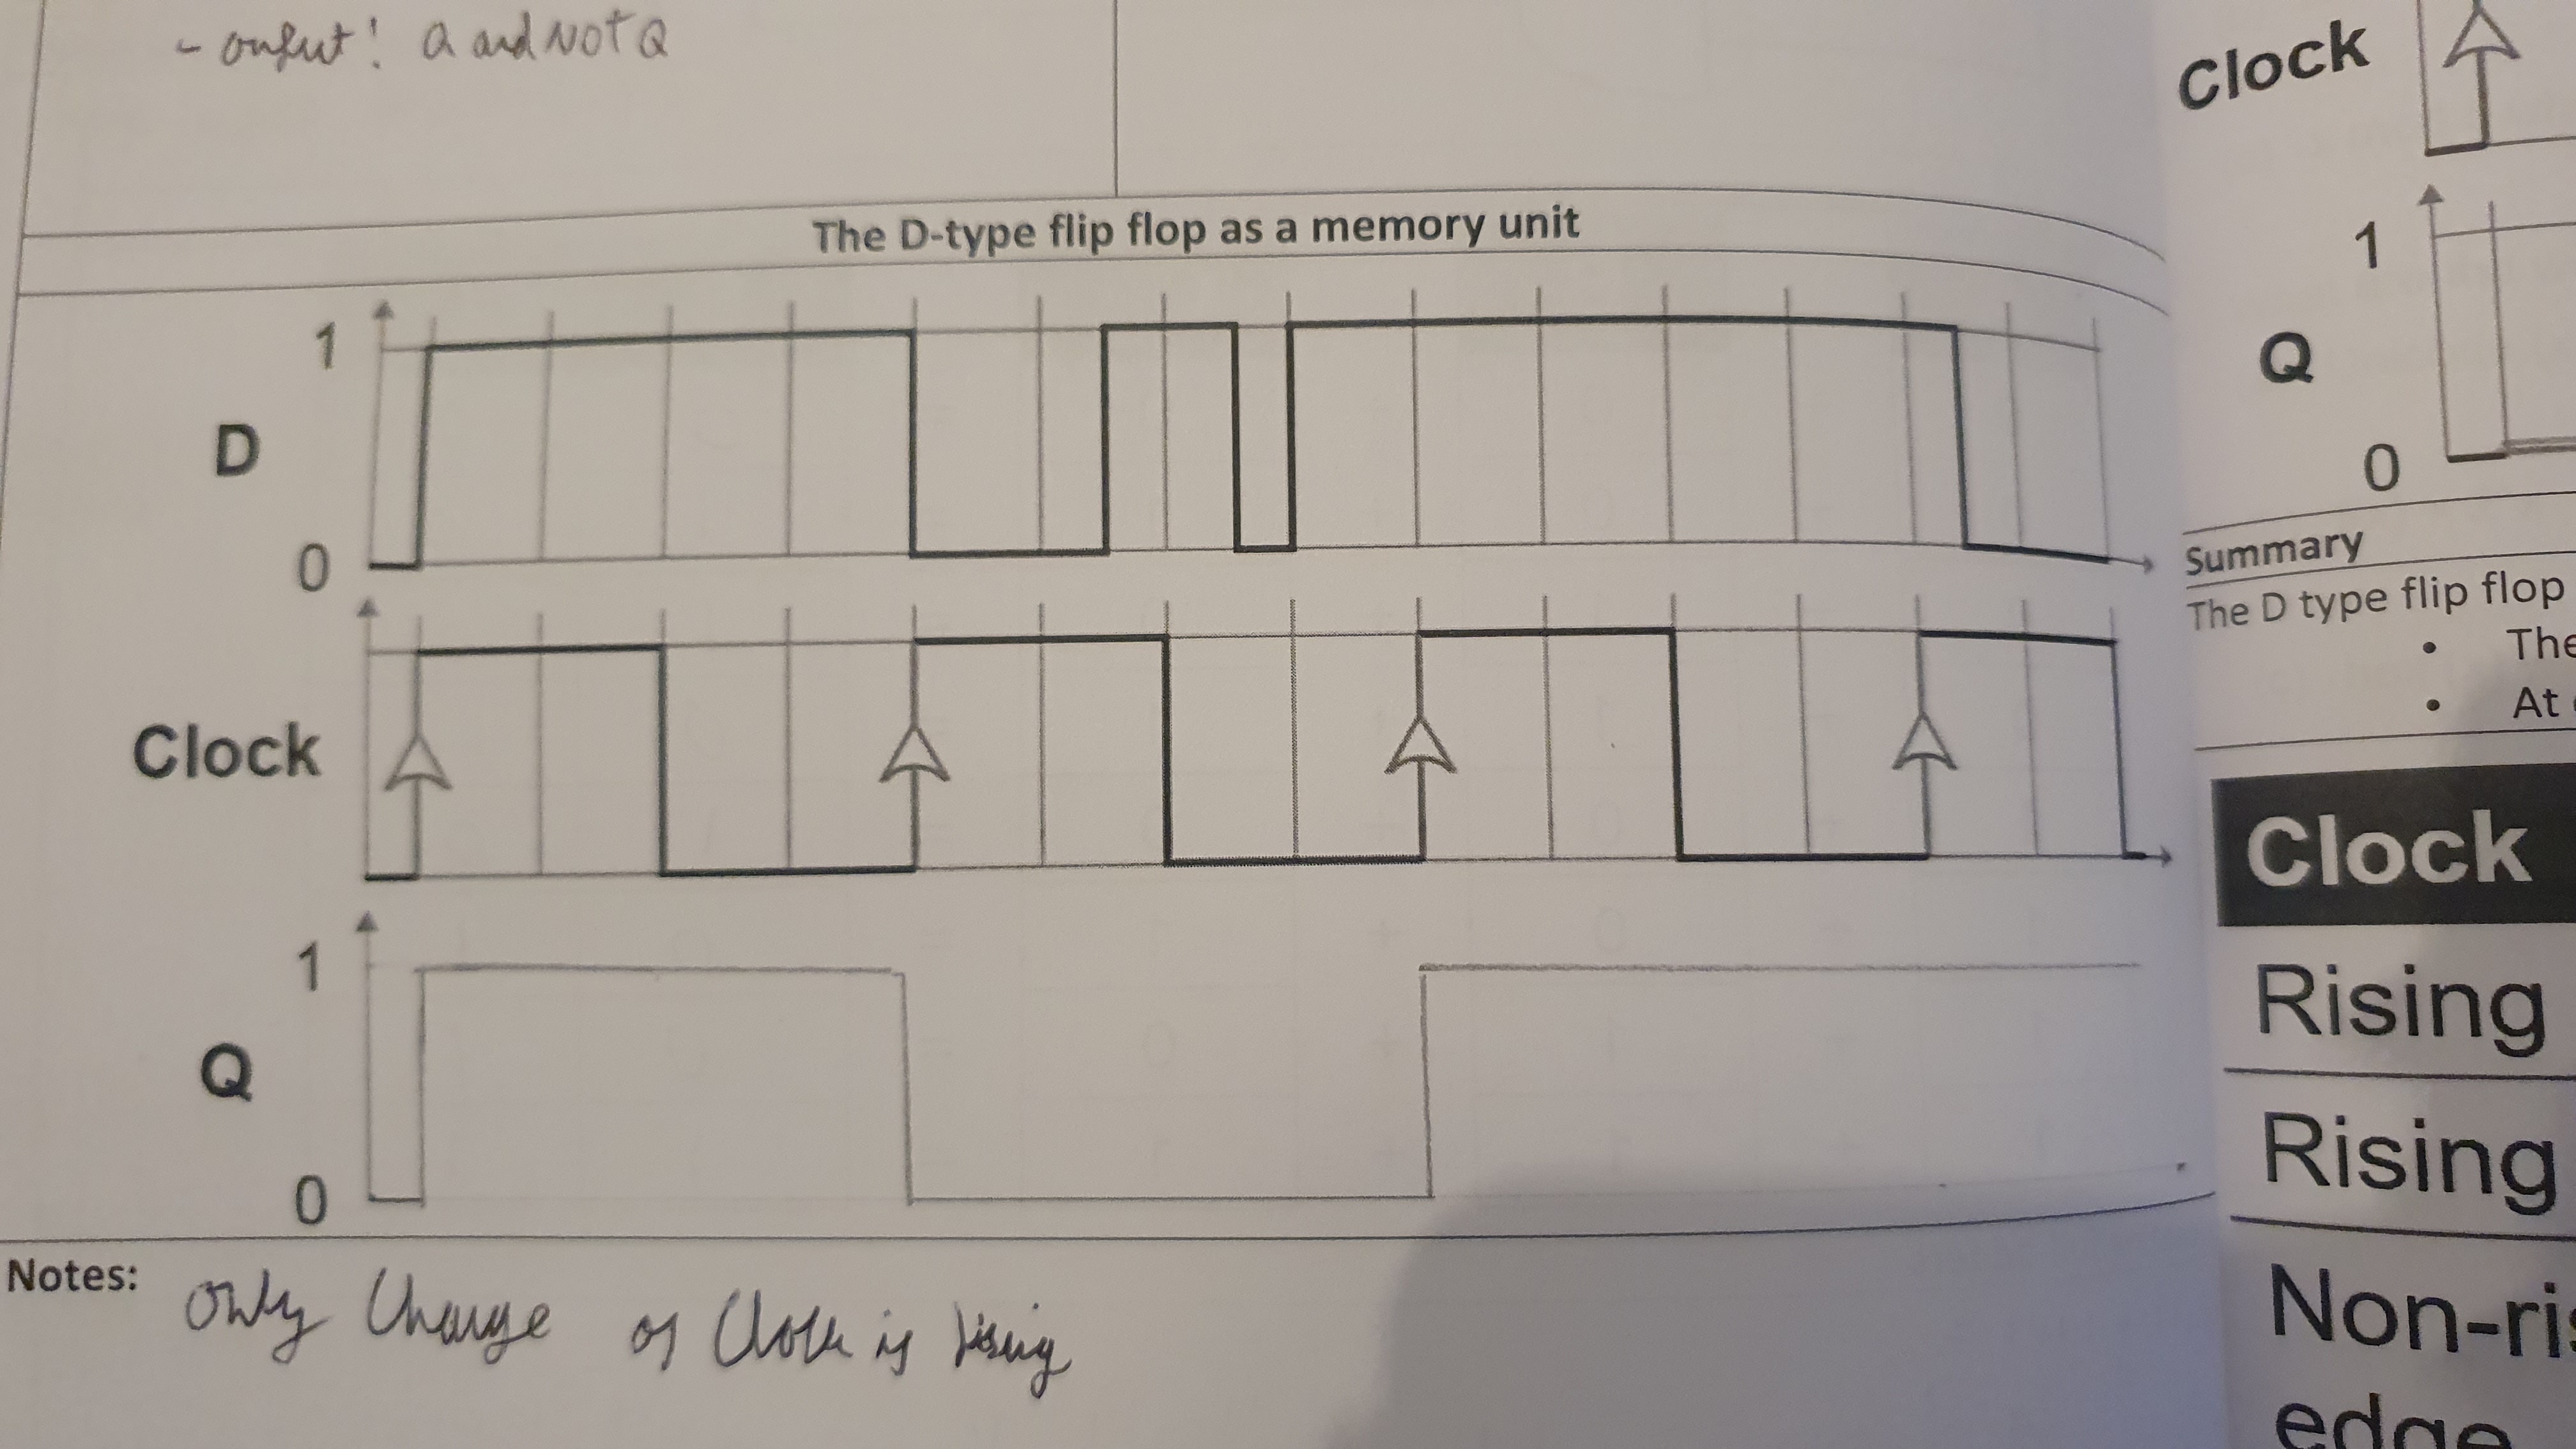 - output! Q and NOT Q
The D-type flip flop as a memory unit
1
D
0
Clock
1
Q
0
Notes: only Change of Clock is rising
Clock
1
Q
0
Summary
The D type flip flop
• The
• At
Clock
Rising
Rising
Non-ris
edge